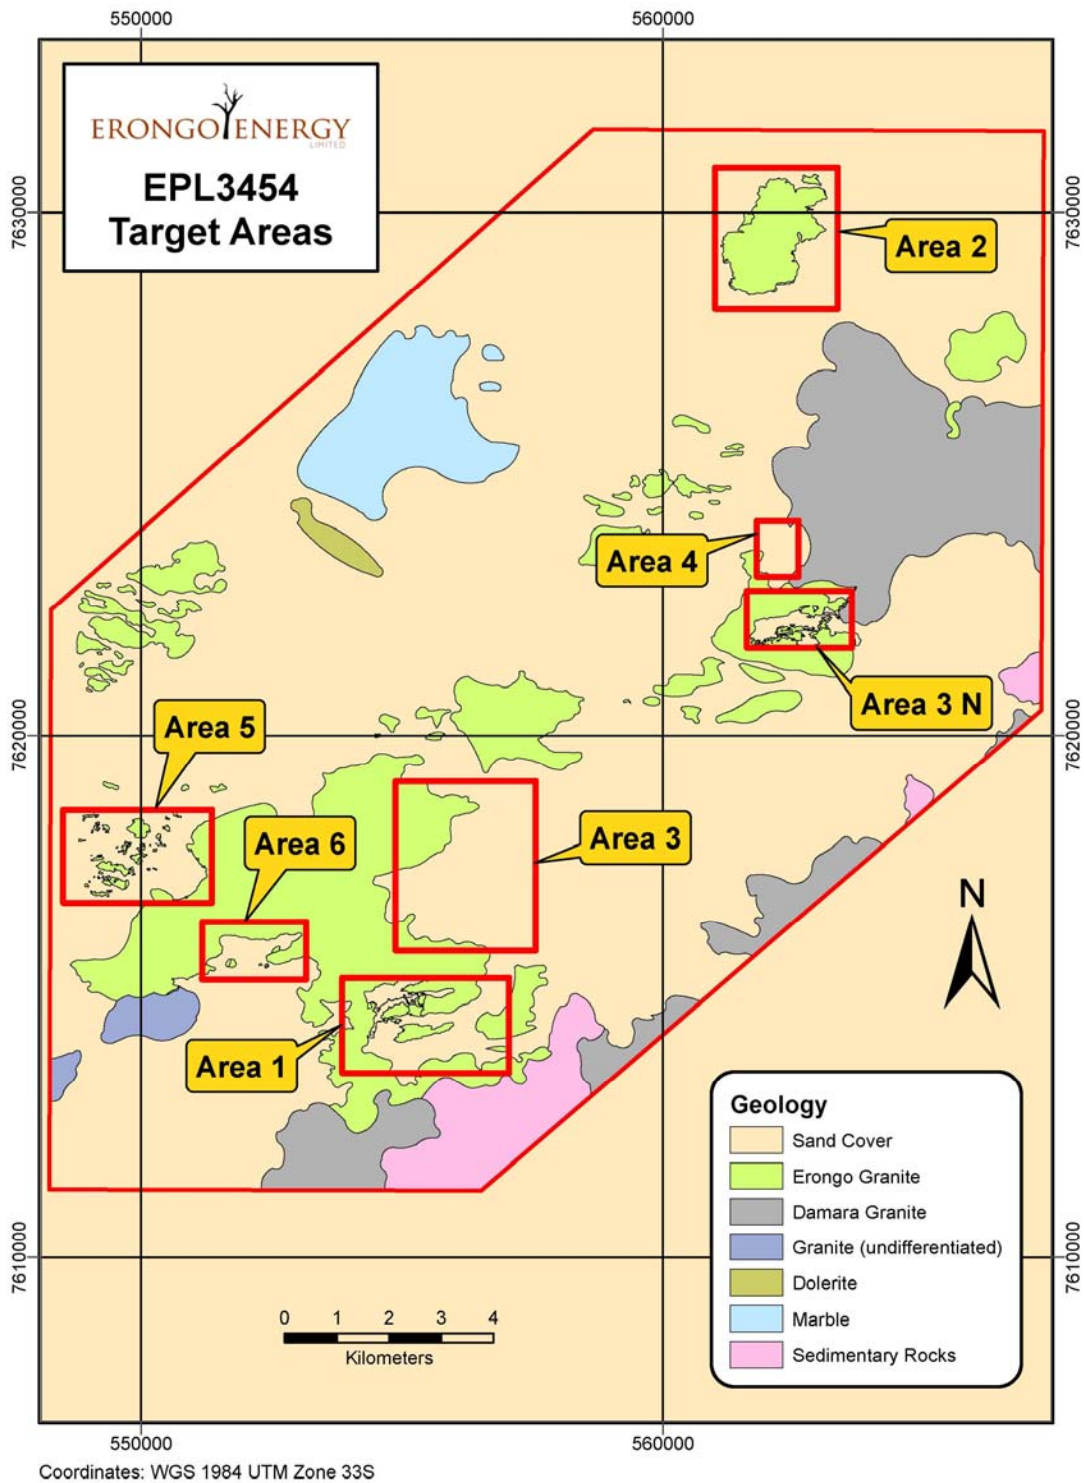 550000
560000
ERONGO ENERGY
LIMITED
EPL3454
Target Areas
7630000
7630000
Area 2
Area 4
Area 3 N
Area 5
7620000
7620000
Area 3
Area 6
N
Area 1
Geology
Sand Cover
Erongo Granite
Damara Granite
Granite (undifferentiated)
Dolerite
Marble
Sedimentary Rocks
7610000
7610000
0 1 2 3 4
Kilometers
550000
560000
Coordinates: WGS 1984 UTM Zone 33S